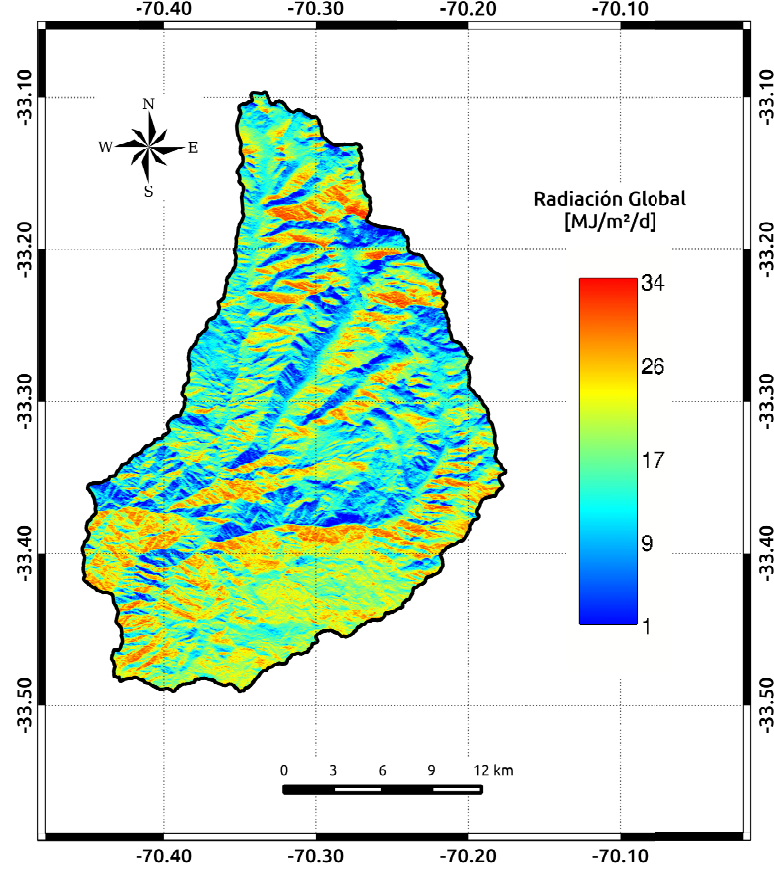 -70.40 -70.30 -70.20 -70.10
-33.10 -33.10
N
W E
S
Radiación Global
[MJ/m²/d]
-33.20 -33.20
34
26
-33.30 -33.30
17
9
-33.40 -33.40
1
-33.50 -33.50
0 3 6 9 12 km
-70.40 -70.30 -70.20 -70.10